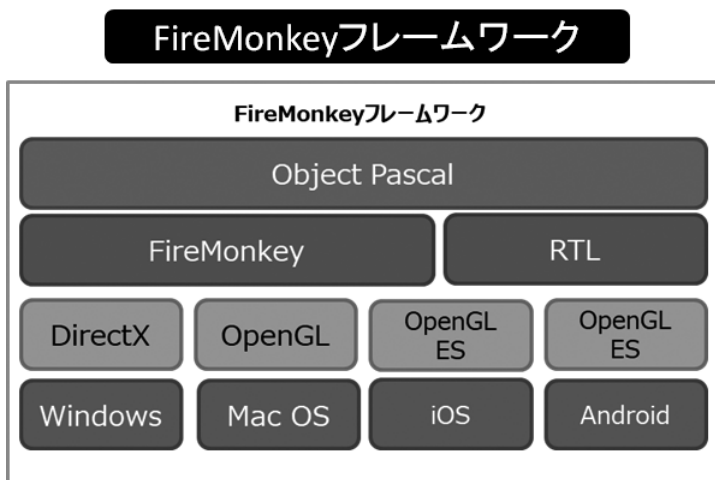 FireMonkeyフレームワーク
FireMonkeyフレームワーク
Object Pascal
FireMonkey
RTL
DirectX
OpenGL
OpenGL
ES
OpenGL
ES
Windows
Mac OS
iOS
Android